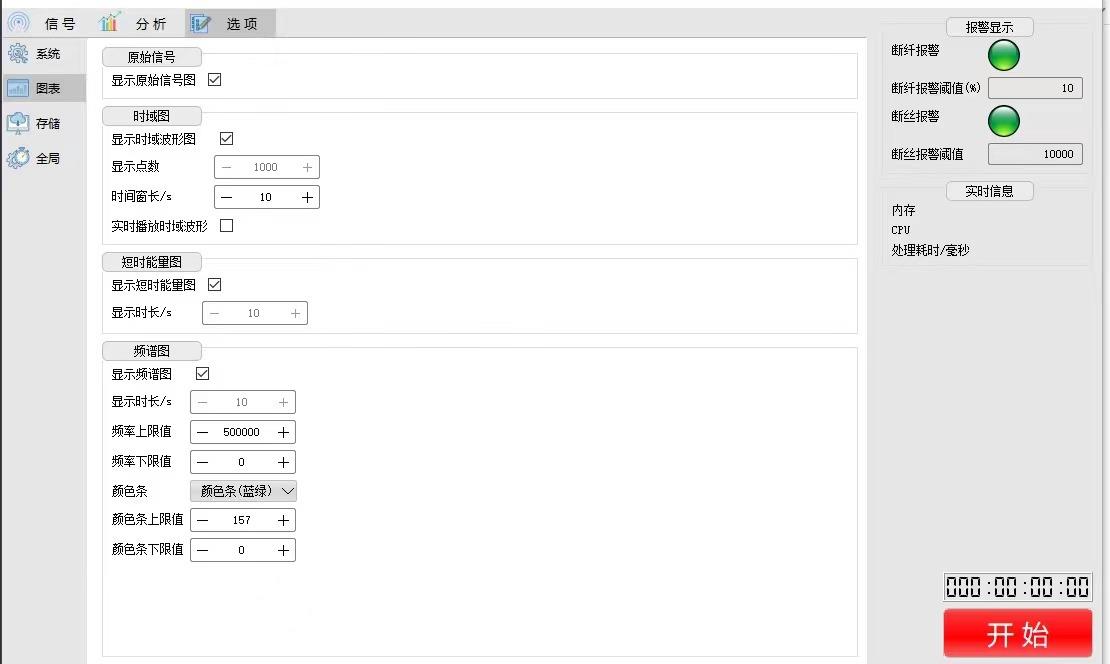 信号 分析 选项
系统
图表
存储
全局
原始信号
显示原始信号图
时域图
显示时域波形图
显示点数 1000
时间窗长/s 10
实时播放时域波形
短时能量图
显示短时能量图
显示时长/s 10
频谱图
显示频谱图
显示时长/s 10
频率上限值 500000
频率下限值 0
颜色条 颜色条(蓝绿)
颜色条上限值 157
颜色条下限值 0
报警显示
断纤报警
断纤报警阈值(%) 10
断丝报警
断丝报警阈值 10000
实时信息
内存
CPU
处理耗时/毫秒
000:00:00:00
开始